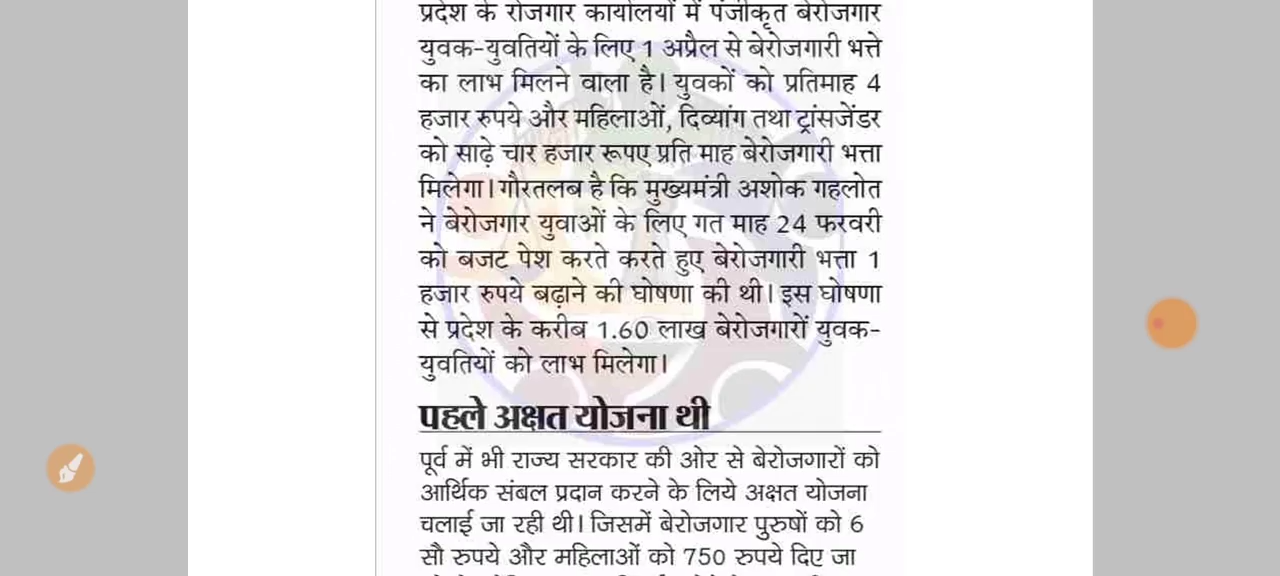 प्रदेश के रोजगार कार्यालयों में पंजीकृत बेरोजगार
युवक-युवतियों के लिए 1 अप्रैल से बेरोजगारी भत्ते
का लाभ मिलने वाला है। युवकों को प्रतिमाह 4
हजार रुपये और महिलाओं, दिव्यांग तथा ट्रांसजेंडर
को साढ़े चार हजार रूपए प्रति माह बेरोजगारी भत्ता
मिलेगा। गौरतलब है कि मुख्यमंत्री अशोक गहलोत
ने बेरोजगार युवाओं के लिए गत माह 24 फरवरी
को बजट पेश करते करते हुए बेरोजगारी भत्ता 1
हजार रुपये बढ़ाने की घोषणा की थी। इस घोषणा
से प्रदेश के करीब 1.60 लाख बेरोजगारों युवक-
युवतियों को लाभ मिलेगा।
पहले अक्षत योजना थी
पूर्व में भी राज्य सरकार की ओर से बेरोजगारों को
आर्थिक संबल प्रदान करने के लिये अक्षत योजना
चलाई जा रही थी। जिसमें बेरोजगार पुरुषों को 6
सौ रुपये और महिलाओं को 750 रुपये दिए जा